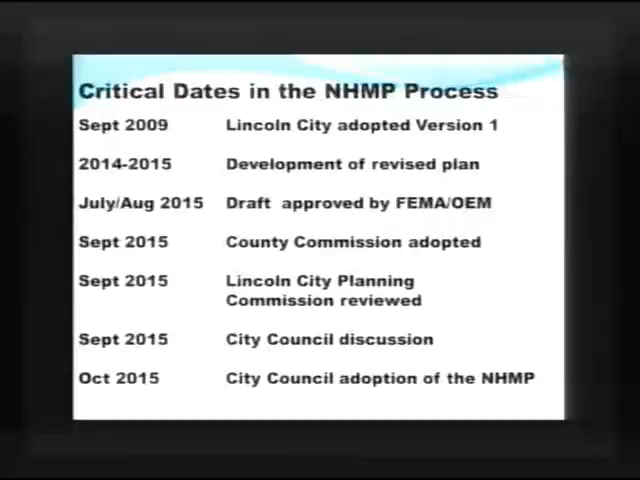 Critical Dates in the NHMP Process
Sept 2009 Lincoln City adopted Version 1
2014-2015 Development of revised plan
July/Aug 2015 Draft approved by FEMA/OEM
Sept 2015 County Commission adopted
Sept 2015 Lincoln City Planning
Commission reviewed
Sept 2015 City Council discussion
Oct 2015 City Council adoption of the NHMP